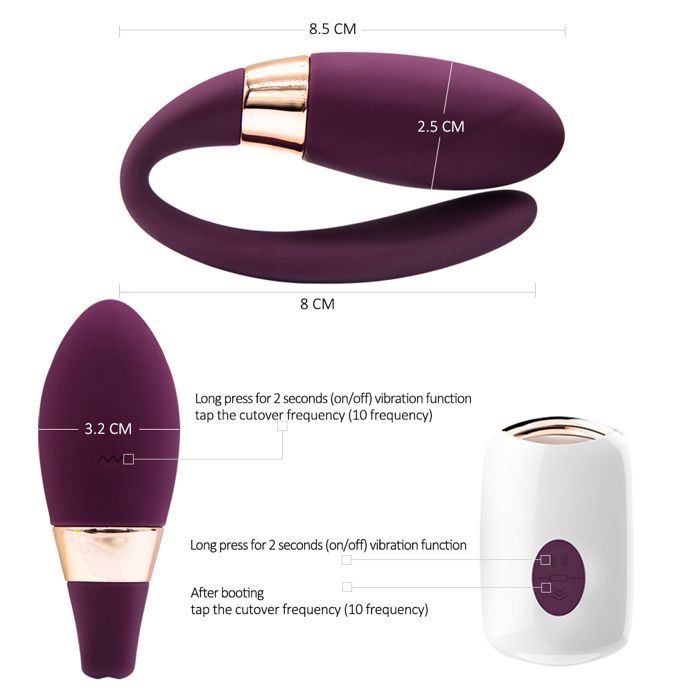 8.5 CM
2.5 CM
8 CM
Long press for 2 seconds (on/off) vibration function
tap the cutover frequency (10 frequency)
3.2 CM
Long press for 2 seconds (on/off) vibration function
After booting
tap the cutover frequency (10 frequency)